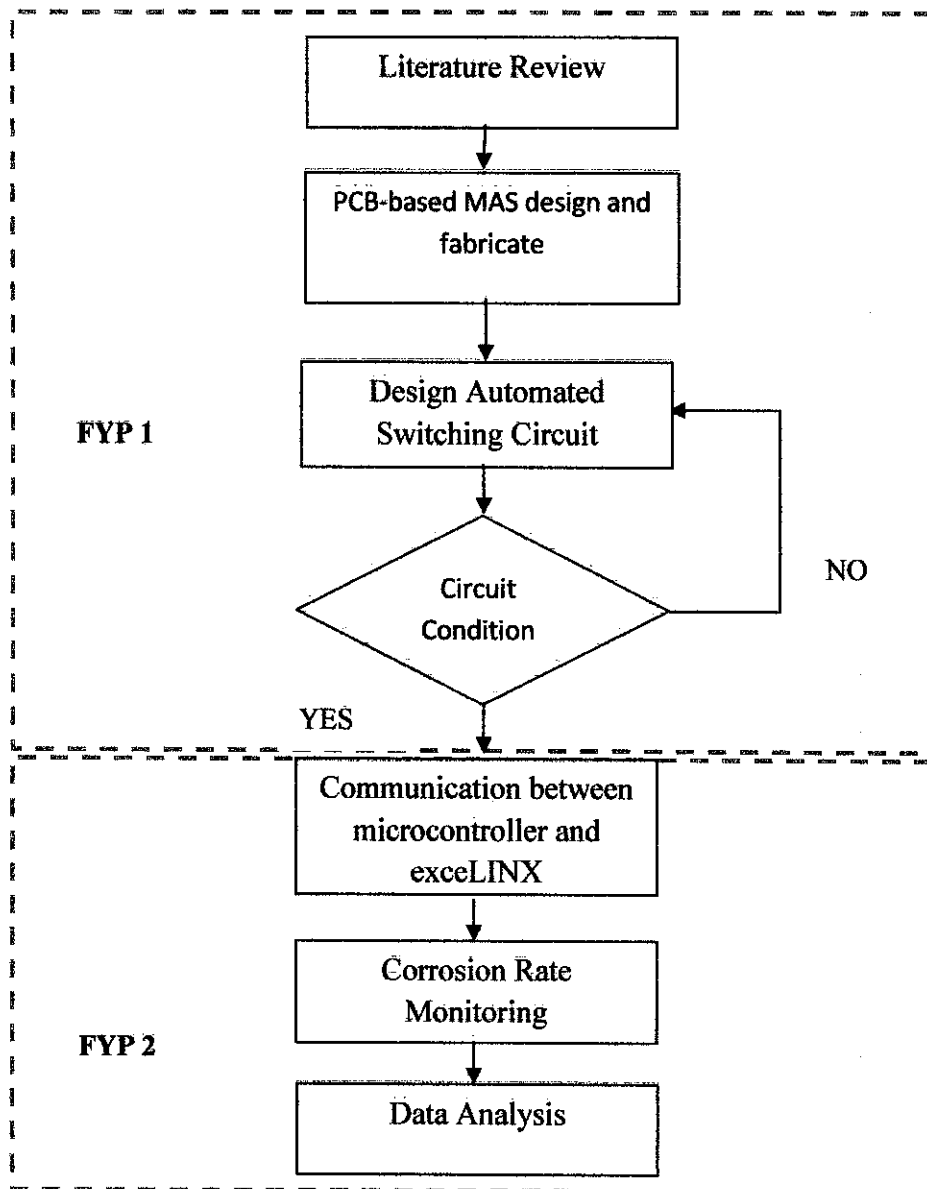 Literature Review
PCB-based MAS design and
fabricate
Design Automated
Switching Circuit
FYP 1
NO
Circuit
Condition
YES
Communication between
microcontroller and
exceLINX
Corrosion Rate
Monitoring
FYP 2
Data Analysis